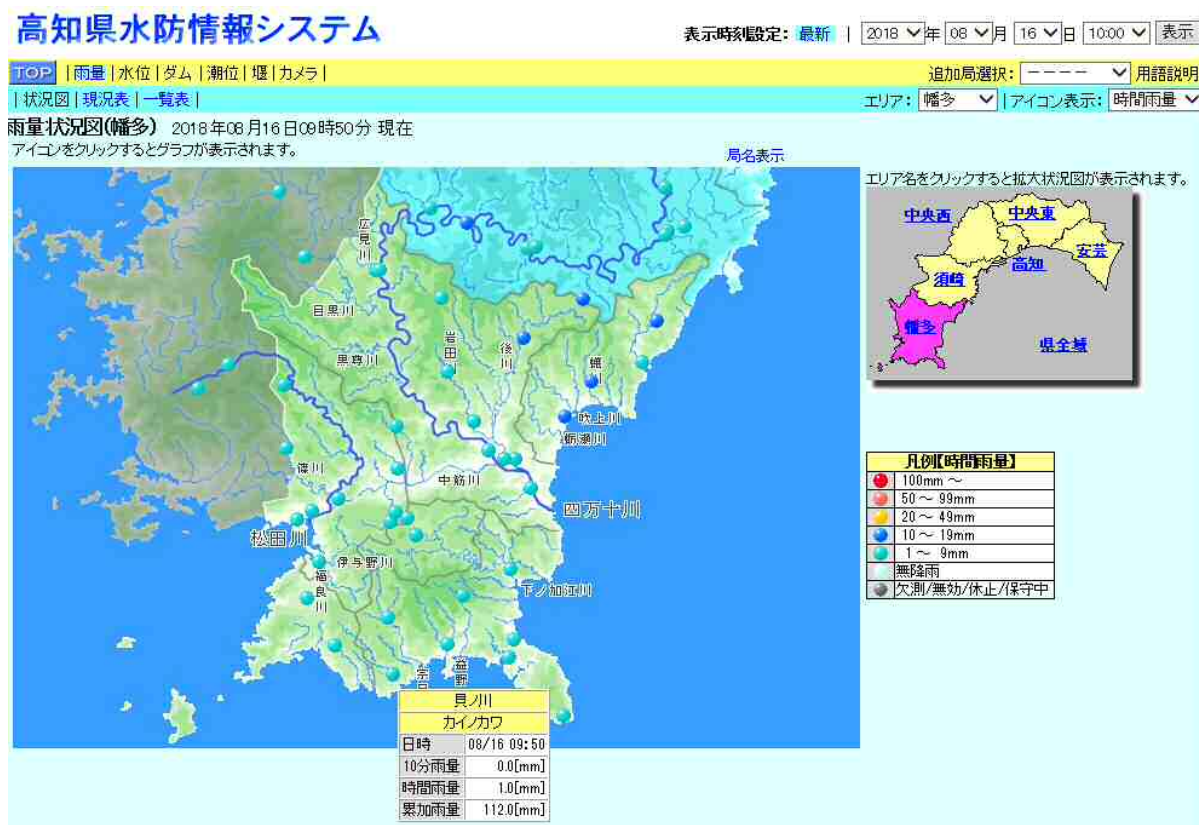 高知県水防情報システム
表示時刻設定: 最新 | 2018 年 08 月 16 日 10:00 表示
TOP | 雨量 | 水位 | ダム | 潮位 | 堰 | カメラ |
追加局選択: ---- 用語説明
| 状況図 | 現況表 | 一覧表 |
エリア: 幡多 | アイコン表示: 時間雨量
雨量状況図(幡多) 2018年08月16日09時50分 現在
アイコンをクリックするとグラフが表示されます。
局名表示
エリア名をクリックすると拡大状況図が表示されます。
中央西
中央東
安芸
高知
須崎
幡多
県全域
広見川
目黒川
黒尊川
岩田
後川
蜷川
吹上川
蛎瀬川
篠川
中筋川
四万十川
松田川
伊与野川
福良川
下ノ加江川
宗
益野
凡例【時間雨量】
100mm ~
50 ~ 99mm
20 ~ 49mm
10 ~ 19mm
1 ~ 9mm
無降雨
欠測/無効/休止/保守中
貝ノ川
カイノカワ
日時 08/16 09:50
10分雨量 0.0[mm]
時間雨量 1.0[mm]
累加雨量 112.0[mm]